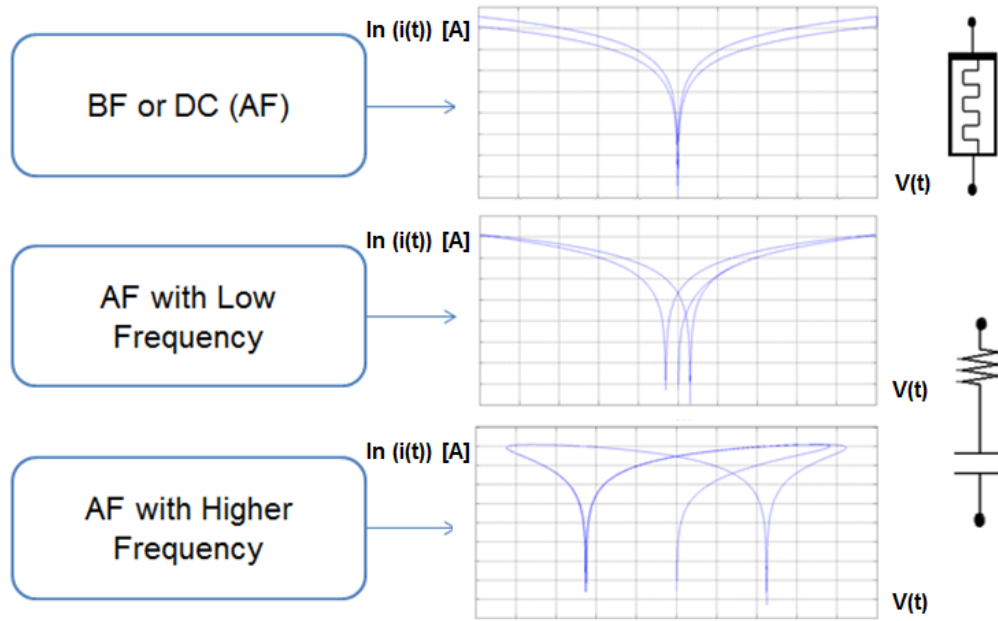 ln (i(t)) [A]
BF or DC (AF)
V(t)
ln (i(t)) [A]
AF with Low
Frequency
V(t)
ln (i(t)) [A]
AF with Higher
Frequency
V(t)